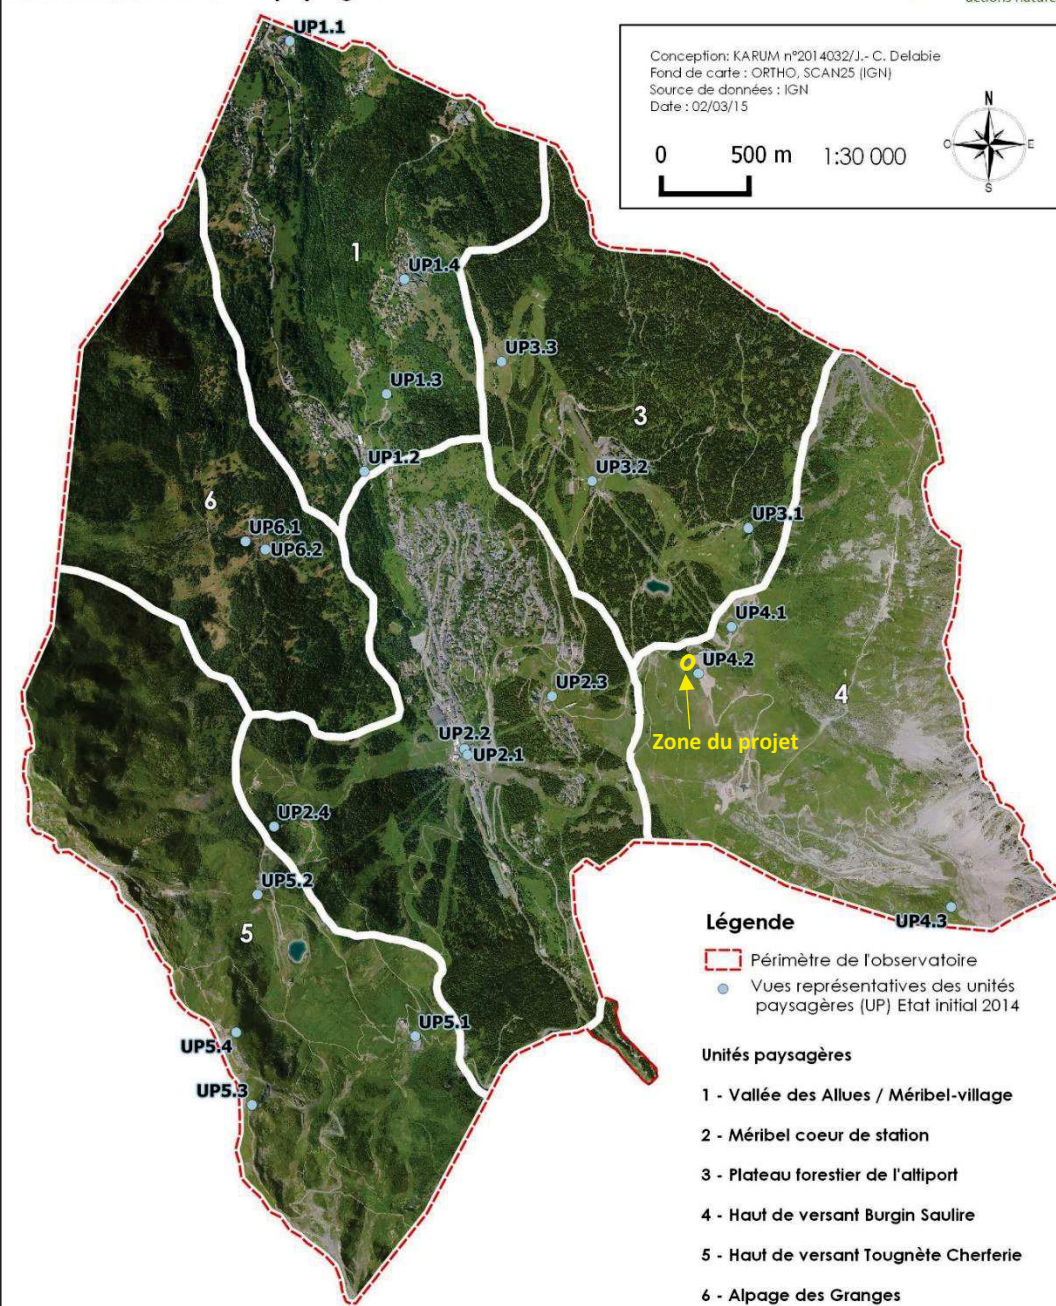 actions nature
UP1.1
Conception: KARUM n°2014032/J.- C. Delabie
Fond de carte : ORTHO, SCAN25 (IGN)
Source de données : IGN
Date : 02/03/15
0 500 m 1:30 000
N
O E
S
1
UP1.4
UP3.3
UP1.3
3
UP1.2
UP3.2
6
UP3.1
UP6.1
UP6.2
UP4.1
UP4.2
4
UP2.3
Zone du projet
UP2.2
UP2.1
UP2.4
UP5.2
UP4.3
5
UP5.1
UP5.4
UP5.3
Légende
Périmètre de l'observatoire
Vues représentatives des unités
paysagères (UP) Etat initial 2014
Unités paysagères
1 - Vallée des Allues / Méribel-village
2 - Méribel coeur de station
3 - Plateau forestier de l'altiport
4 - Haut de versant Burgin Saulire
5 - Haut de versant Tougnète Cherferie
6 - Alpage des Granges